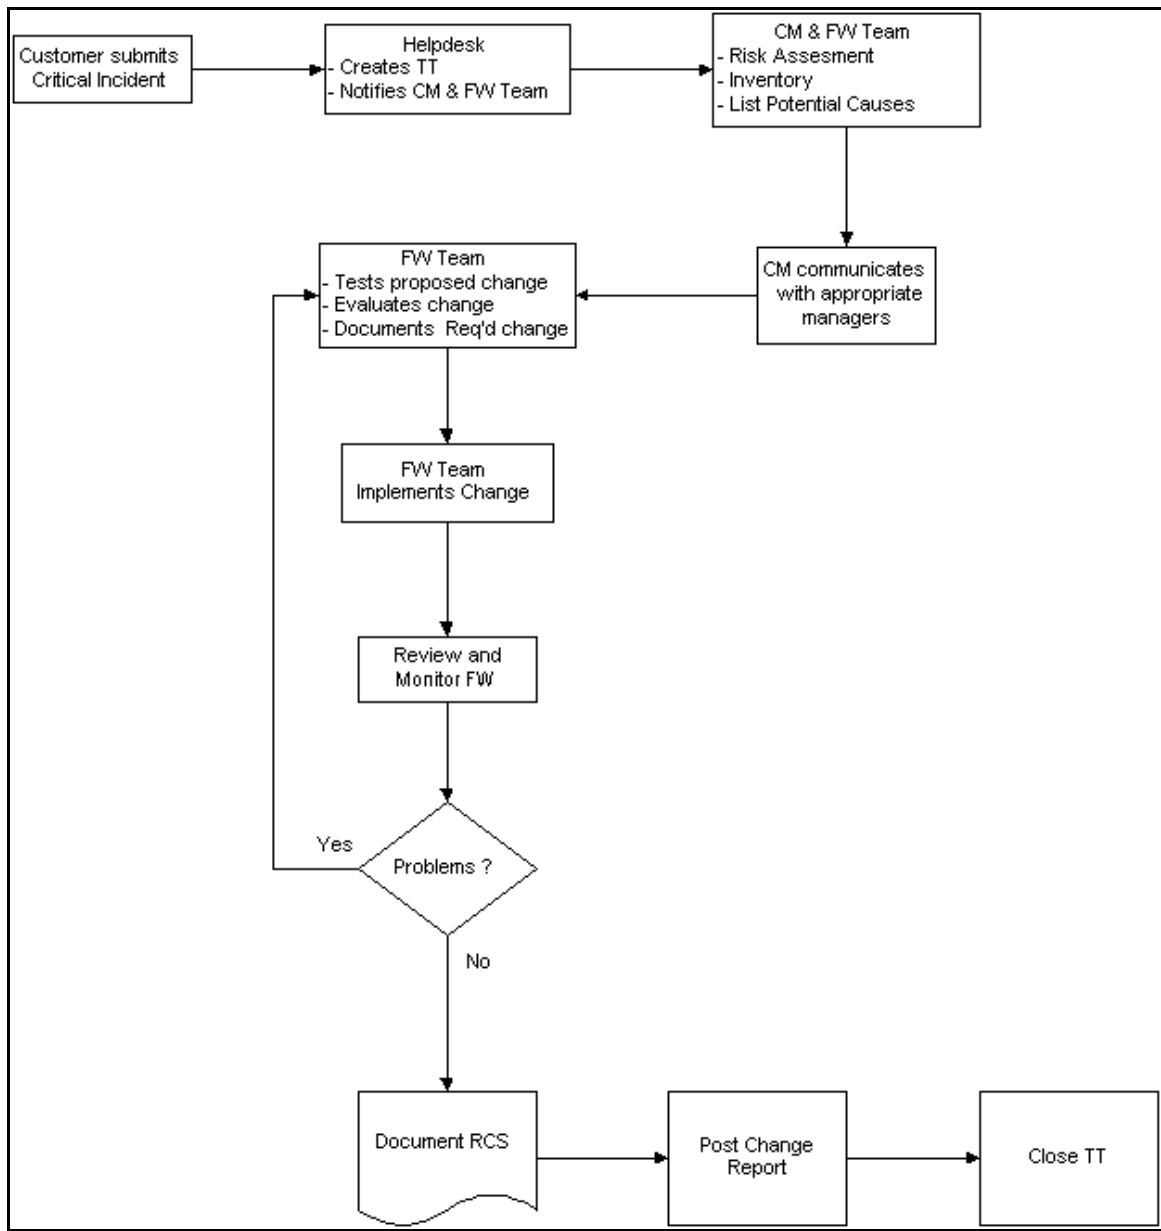 Customer submits
Critical Incident
Helpdesk
- Creates TT
- Notifies CM & FW Team
CM & FW Team
- Risk Assesment
- Inventory
- List Potential Causes
CM communicates
with appropriate
managers
FW Team
- Tests proposed change
- Evaluates change
- Documents Req'd change
FW Team
Implements Change
Review and
Monitor FW
Problems ?
Yes
No
Document RCS
Post Change
Report
Close TT